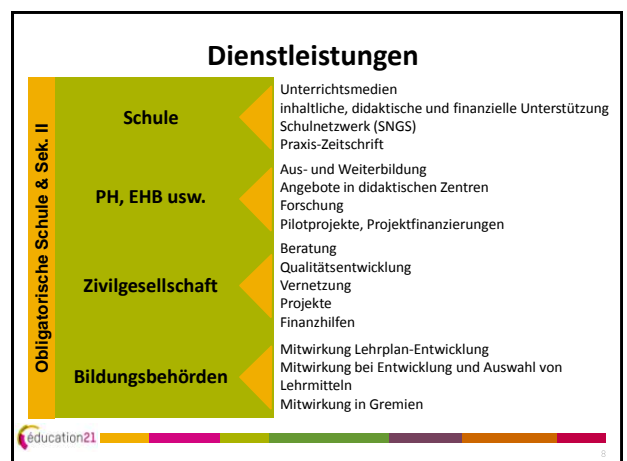 Dienstleistungen
Obligatorische Schule & Sek. II
Schule
Unterrichtsmedien
inhaltliche, didaktische und finanzielle Unterstützung
Schulnetzwerk (SNGS)
Praxis-Zeitschrift
PH, EHB usw.
Aus- und Weiterbildung
Angebote in didaktischen Zentren
Forschung
Pilotprojekte, Projektfinanzierungen
Zivilgesellschaft
Beratung
Qualitätsentwicklung
Vernetzung
Projekte
Finanzhilfen
Bildungsbehörden
Mitwirkung Lehrplan-Entwicklung
Mitwirkung bei Entwicklung und Auswahl von
Lehrmitteln
Mitwirkung in Gremien
éducation21
8